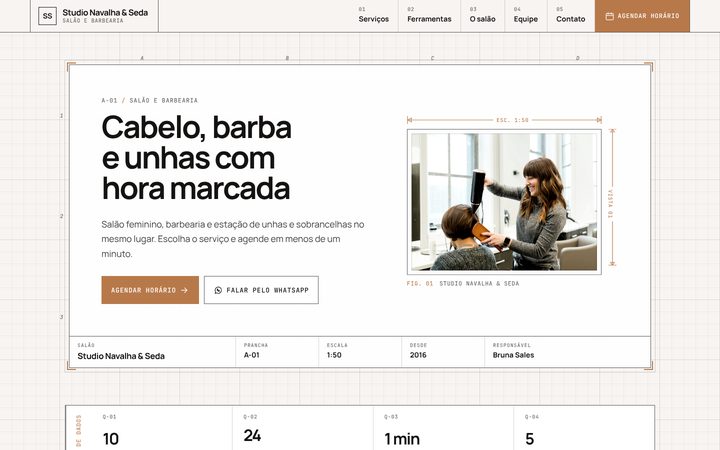 SS
Studio Navalha & Seda
SALÃO E BARBEARIA
01
Serviços
02
Ferramentas
03
O salão
04
Equipe
05
Contato
AGENDAR HORÁRIO
A
B
C
D
1
2
3
A-01 / SALÃO E BARBEARIA
Cabelo, barba
e unhas com
hora marcada
Salão feminino, barbearia e estação de unhas e sobrancelhas no
mesmo lugar. Escolha o serviço e agende em menos de um
minuto.
AGENDAR HORÁRIO →
FALAR PELO WHATSAPP
ESC. 1:50
VISTA 01
FIG. 01 STUDIO NAVALHA & SEDA
SALÃO
Studio Navalha & Seda
PRANCHA
A-01
ESCALA
1:50
DESDE
2016
RESPONSÁVEL
Bruna Sales
DE DADOS
Q-01
10
Q-02
24
Q-03
1 min
Q-04
5